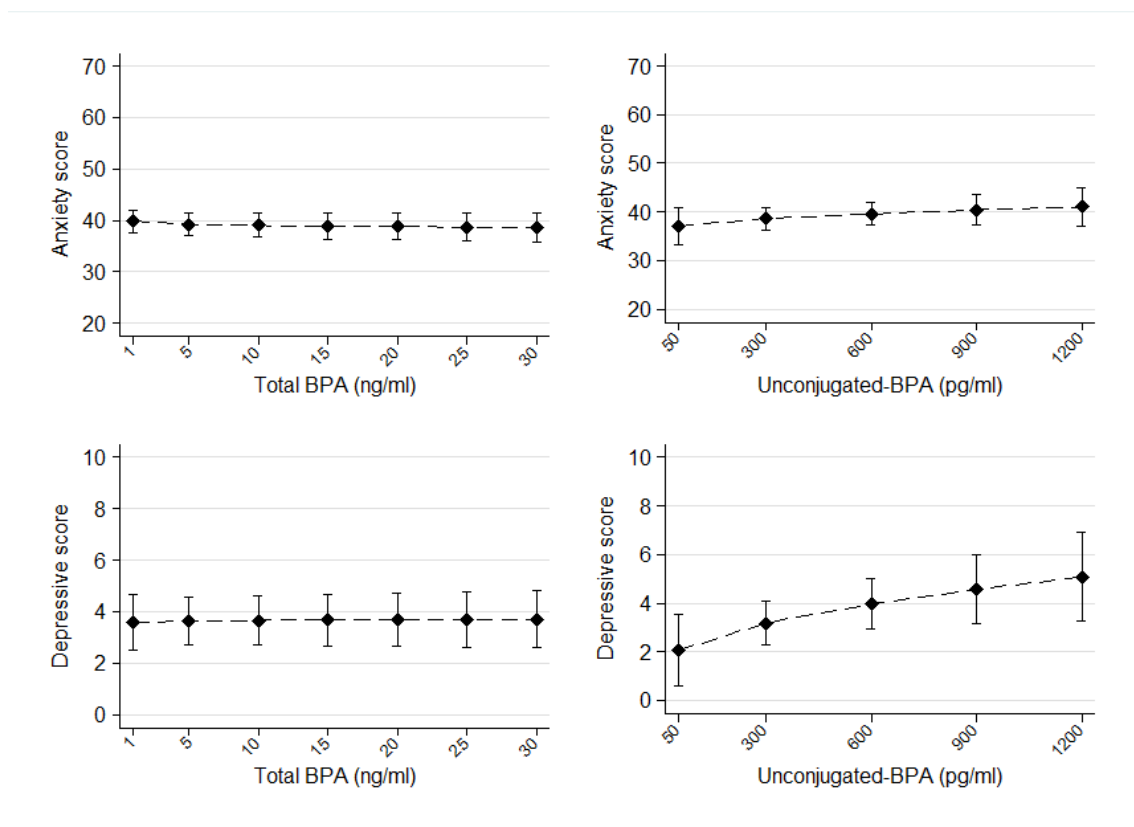 70
60
50
40
30
20
Anxiety score
1 5 10 15 20 25 30
Total BPA (ng/ml)
70
60
50
40
30
20
Anxiety score
50 300 600 900 1200
Unconjugated-BPA (pg/ml)
10
8
6
4
2
0
Depressive score
1 5 10 15 20 25 30
Total BPA (ng/ml)
10
8
6
4
2
0
Depressive score
50 300 600 900 1200
Unconjugated-BPA (pg/ml)